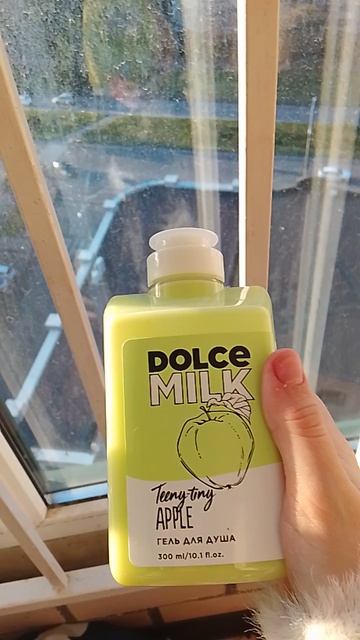 DOLCe
MILK
Teeny-tiny
APPLE
ГЕЛЬ ДЛЯ ДУША
300 ml/10.1 fl.oz.